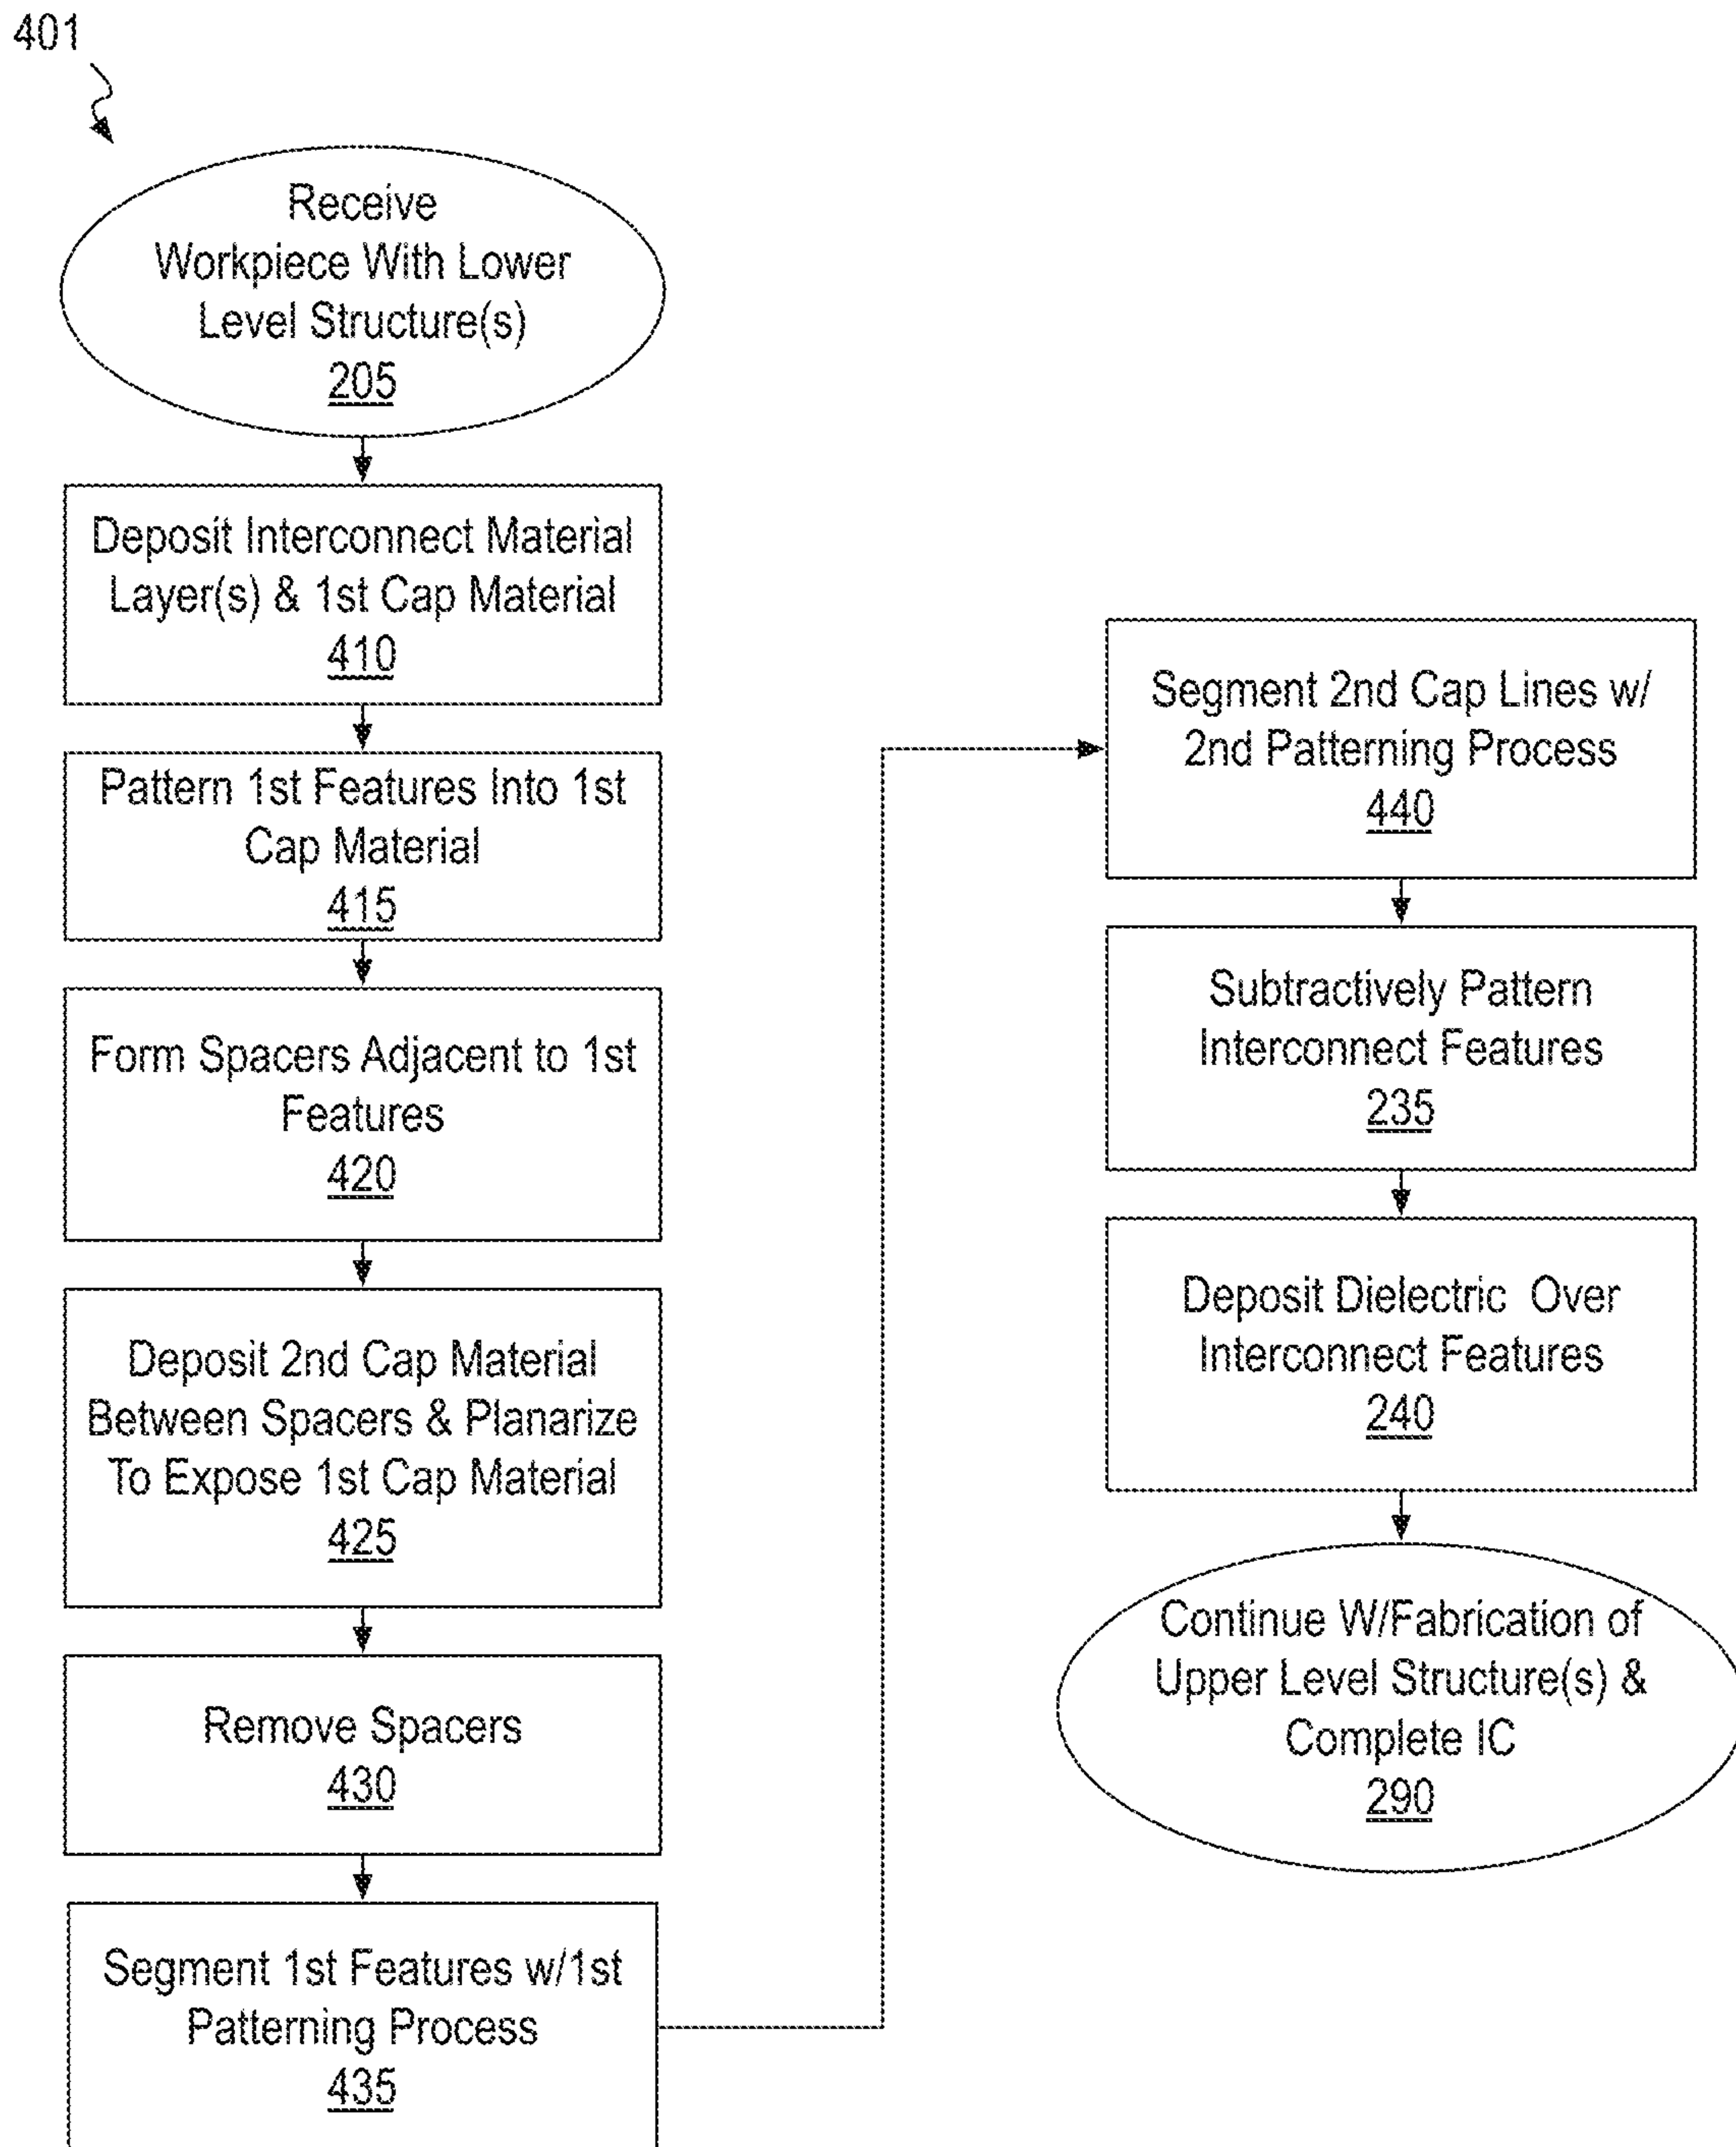 401
Receive
Workpiece With Lower
Level Structure(s)
205
Deposit Interconnect Material
Layer(s) & 1st Cap Material
410
Pattern 1st Features Into 1st
Cap Material
415
Form Spacers Adjacent to 1st
Features
420
Deposit 2nd Cap Material
Between Spacers & Planarize
To Expose 1st Cap Material
425
Remove Spacers
430
Segment 1st Features w/1st
Patterning Process
435
Segment 2nd Cap Lines w/
2nd Patterning Process
440
Subtractively Pattern
Interconnect Features
235
Deposit Dielectric Over
Interconnect Features
240
Continue W/Fabrication of
Upper Level Structure(s) &
Complete IC
290